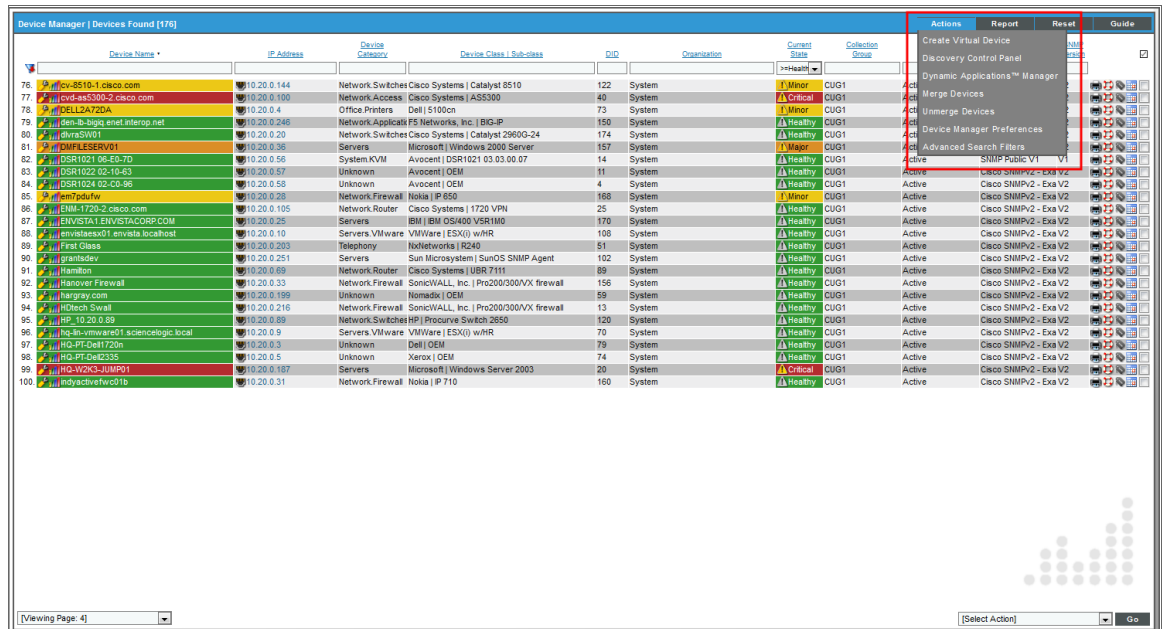 Device Manager | Devices Found [176]
Actions Report Reset Guide
Create Virtual Device
Discovery Control Panel
Dynamic Applications™ Manager
Merge Devices
Unmerge Devices
Device Manager Preferences
Advanced Search Filters
Device Name • IP Address Device Category Device Class | Sub-class DID Organization Current State Collection Group
>=Health
76. cv-8510-1.cisco.com 10.20.0.144 Network.Switches Cisco Systems | Catalyst 8510 122 System Minor CUG1
77. cvd-as5300-2.cisco.com 10.20.0.100 Network.Access Cisco Systems | AS5300 40 System Critical CUG1
78. DELL2A72DA 10.20.0.4 Office.Printers Dell | 5100cn 73 System Minor CUG1
79. den-lb-bigiq.enet.interop.net 10.20.0.246 Network.Applicatic F5 Networks, Inc. | BIG-IP 150 System Healthy CUG1
80. dlvraSW01 10.20.0.20 Network.Switches Cisco Systems | Catalyst 2960G-24 174 System Healthy CUG1
81. DMFILESERV01 10.20.0.36 Servers Microsoft | Windows 2000 Server 157 System Major CUG1
82. DSR1021 06-E0-7D 10.20.0.56 System.KVM Avocent | DSR1021 03.03.00.07 14 System Healthy CUG1 Active SNMP Public V1 V1
83. DSR1022 02-10-63 10.20.0.57 Unknown Avocent | OEM 11 System Healthy CUG1 Active Cisco SNMPv2 - Exa V2
84. DSR1024 02-C0-96 10.20.0.58 Unknown Avocent | OEM 4 System Healthy CUG1 Active Cisco SNMPv2 - Exa V2
85. em7pdufw 10.20.0.28 Network.Firewall Nokia | IP 650 168 System Minor CUG1 Active Cisco SNMPv2 - Exa V2
86. ENM-1720-2.cisco.com 10.20.0.105 Network.Router Cisco Systems | 1720 VPN 25 System Healthy CUG1 Active Cisco SNMPv2 - Exa V2
87. ENVISTA1.ENVISTACORP.COM 10.20.0.25 Servers IBM | IBM OS/400 V5R1M0 170 System Healthy CUG1 Active Cisco SNMPv2 - Exa V2
88. envistaesx01.envista.localhost 10.20.0.10 Servers.VMware VMWare | ESX(i) w/HR 108 System Healthy CUG1 Active Cisco SNMPv2 - Exa V2
89. First Glass 10.20.0.203 Telephony NxNetworks | R240 51 System Healthy CUG1 Active Cisco SNMPv2 - Exa V2
90. grantsdev 10.20.0.251 Servers Sun Microsystem | SunOS SNMP Agent 102 System Healthy CUG1 Active Cisco SNMPv2 - Exa V2
91. Hamilton 10.20.0.69 Network.Router Cisco Systems | UBR 7111 89 System Healthy CUG1 Active Cisco SNMPv2 - Exa V2
92. Hanover Firewall 10.20.0.33 Network.Firewall SonicWALL, Inc. | Pro200/300/VX firewall 156 System Healthy CUG1 Active Cisco SNMPv2 - Exa V2
93. hargray.com 10.20.0.199 Unknown Nomadix | OEM 59 System Healthy CUG1 Active Cisco SNMPv2 - Exa V2
94. HDtech Swall 10.20.0.216 Network.Firewall SonicWALL, Inc. | Pro200/300/VX firewall 13 System Healthy CUG1 Active Cisco SNMPv2 - Exa V2
95. HP_10.20.0.89 10.20.0.89 Network.Switches HP | Procurve Switch 2650 120 System Healthy CUG1 Active Cisco SNMPv2 - Exa V2
96. hq-lin-vmware01.sciencelogic.local 10.20.0.9 Servers.VMware VMWare | ESX(i) w/HR 70 System Healthy CUG1 Active Cisco SNMPv2 - Exa V2
97. HQ-PT-Dell1720n 10.20.0.3 Unknown Dell | OEM 79 System Healthy CUG1 Active Cisco SNMPv2 - Exa V2
98. HQ-PT-Dell2335 10.20.0.5 Unknown Xerox | OEM 74 System Healthy CUG1 Active Cisco SNMPv2 - Exa V2
99. HQ-W2K3-JUMP01 10.20.0.187 Servers Microsoft | Windows Server 2003 20 System Critical CUG1 Active Cisco SNMPv2 - Exa V2
100. indyactivefwc01b 10.20.0.31 Network.Firewall Nokia | IP 710 160 System Healthy CUG1 Active Cisco SNMPv2 - Exa V2
[Viewing Page: 4] [Select Action] Go